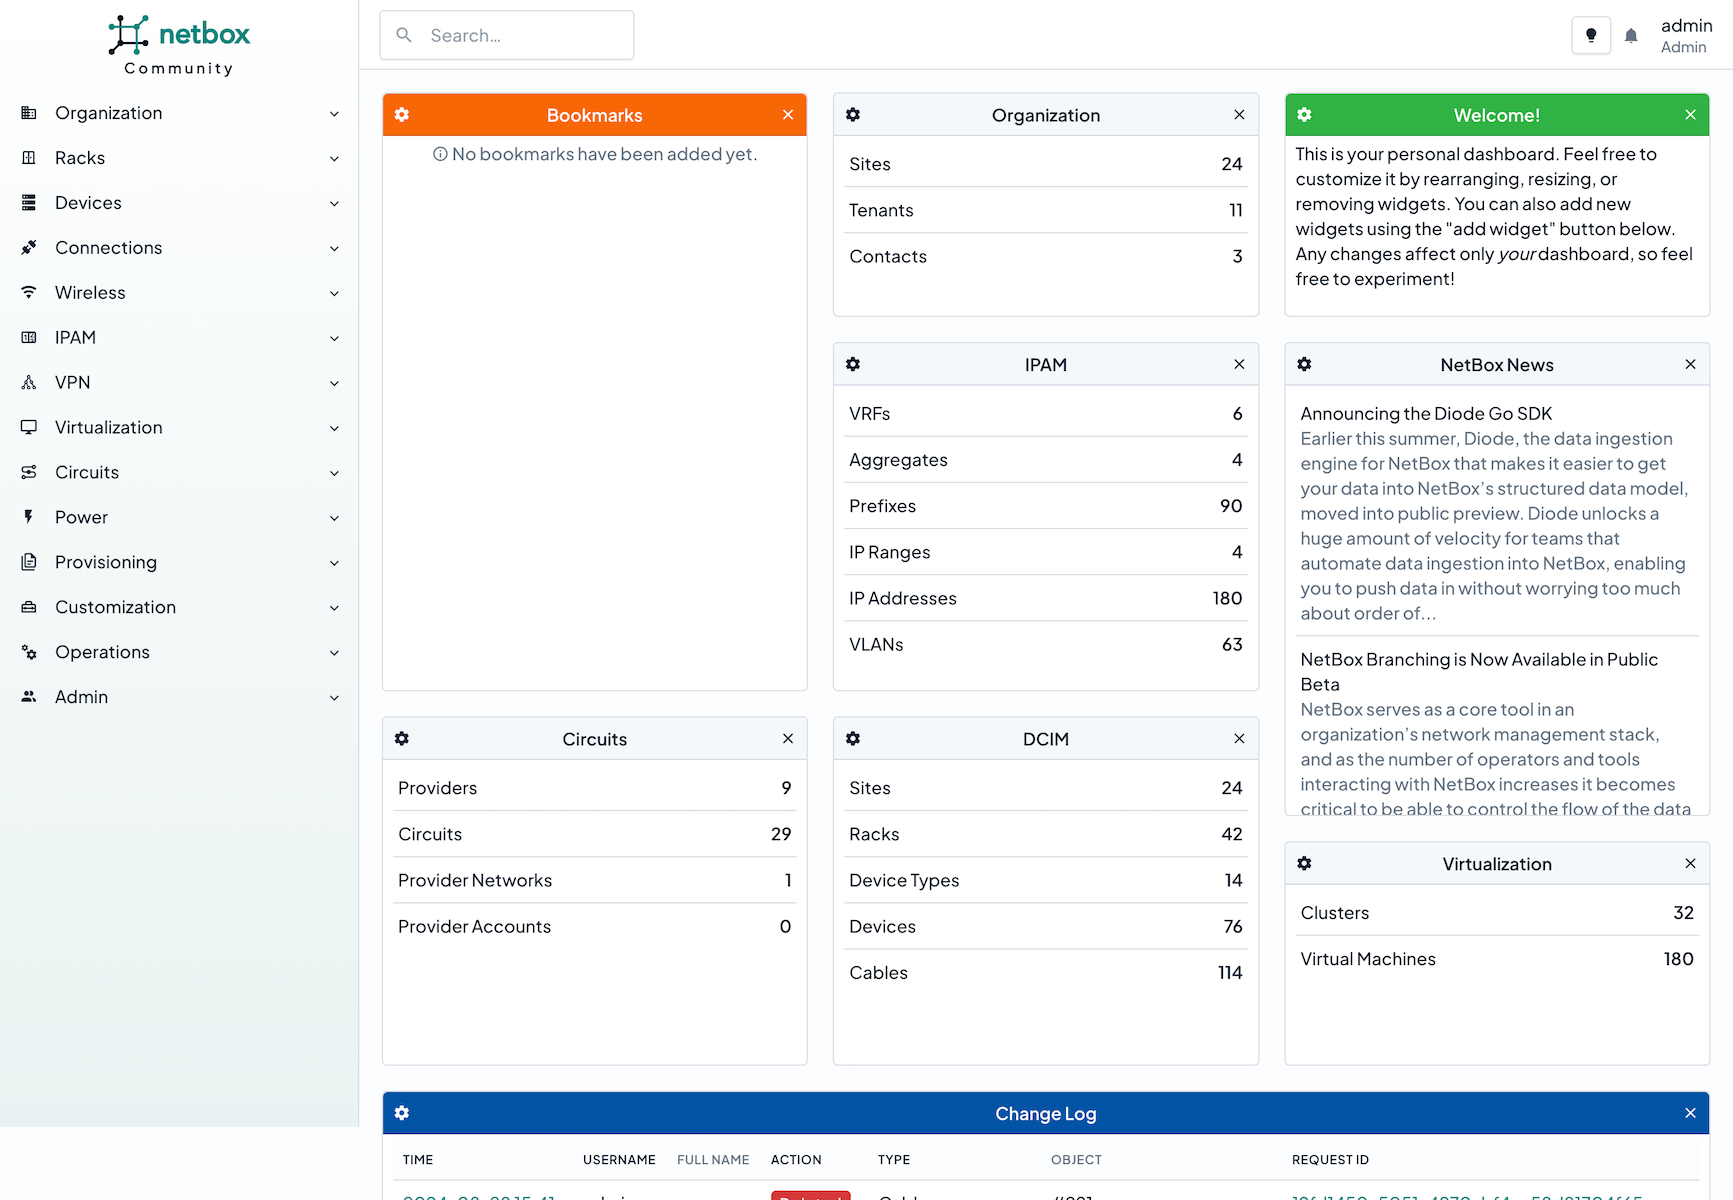 netbox
Community
Search...
admin
Admin
Organization
Racks
Devices
Connections
Wireless
IPAM
VPN
Virtualization
Circuits
Power
Provisioning
Customization
Operations
Admin
Bookmarks
No bookmarks have been added yet.
Organization
Sites 24
Tenants 11
Contacts 3
Welcome!
This is your personal dashboard. Feel free to
customize it by rearranging, resizing, or
removing widgets. You can also add new
widgets using the "add widget" button below.
Any changes affect only your dashboard, so feel
free to experiment!
IPAM
VRFs 6
Aggregates 4
Prefixes 90
IP Ranges 4
IP Addresses 180
VLANs 63
NetBox News
Announcing the Diode Go SDK
Earlier this summer, Diode, the data ingestion
engine for NetBox that makes it easier to get
your data into NetBox’s structured data model,
moved into public preview. Diode unlocks a
huge amount of velocity for teams that
automate data ingestion into NetBox, enabling
you to push data in without worrying too much
about order of...
NetBox Branching is Now Available in Public
Beta
NetBox serves as a core tool in an
organization’s network management stack,
and as the number of operators and tools
interacting with NetBox increases it becomes
critical to be able to control the flow of the data
Circuits
Providers 9
Circuits 29
Provider Networks 1
Provider Accounts 0
DCIM
Sites 24
Racks 42
Device Types 14
Devices 76
Cables 114
Virtualization
Clusters 32
Virtual Machines 180
Change Log
TIME USERNAME FULL NAME ACTION TYPE OBJECT REQUEST ID